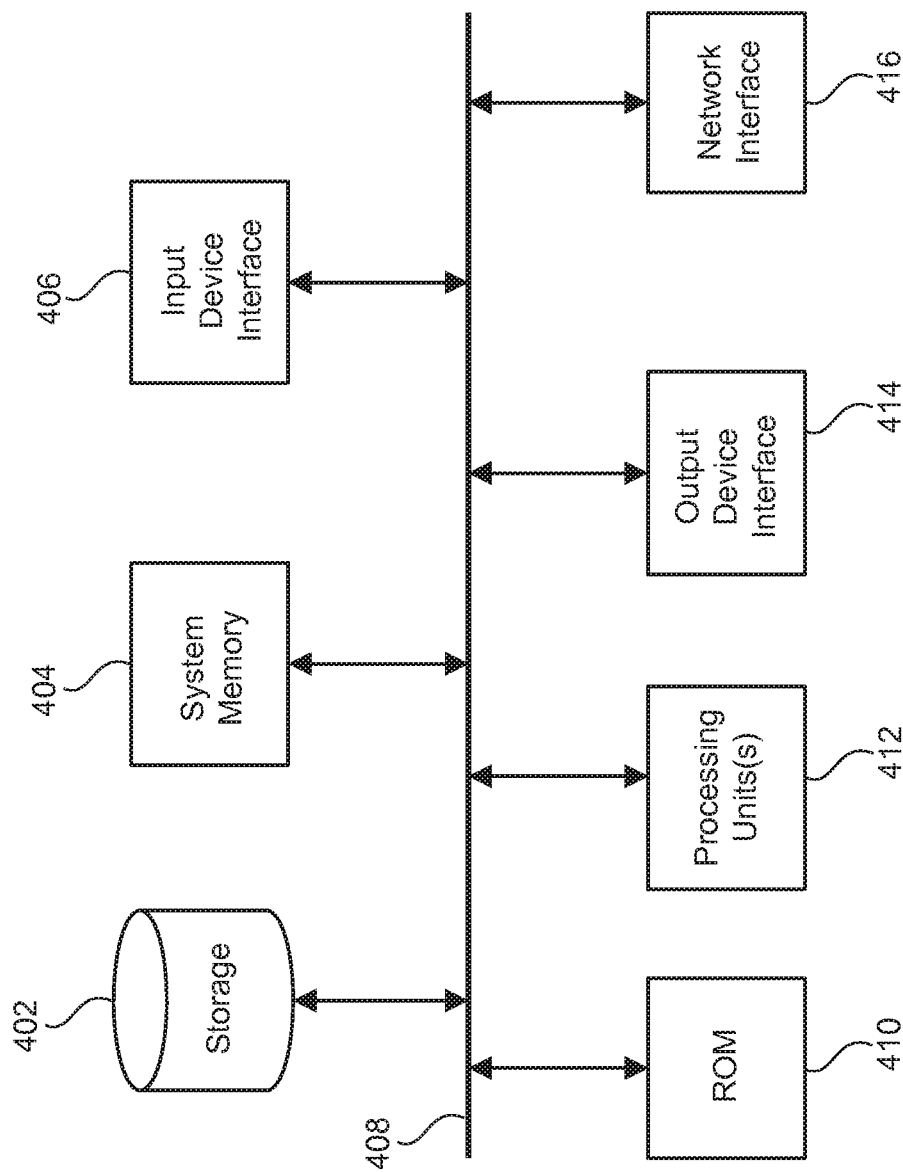 402
Storage
404
System
Memory
406
Input
Device
Interface
408
ROM
410
Processing
Units(s)
412
Output
Device
Interface
414
Network
Interface
416